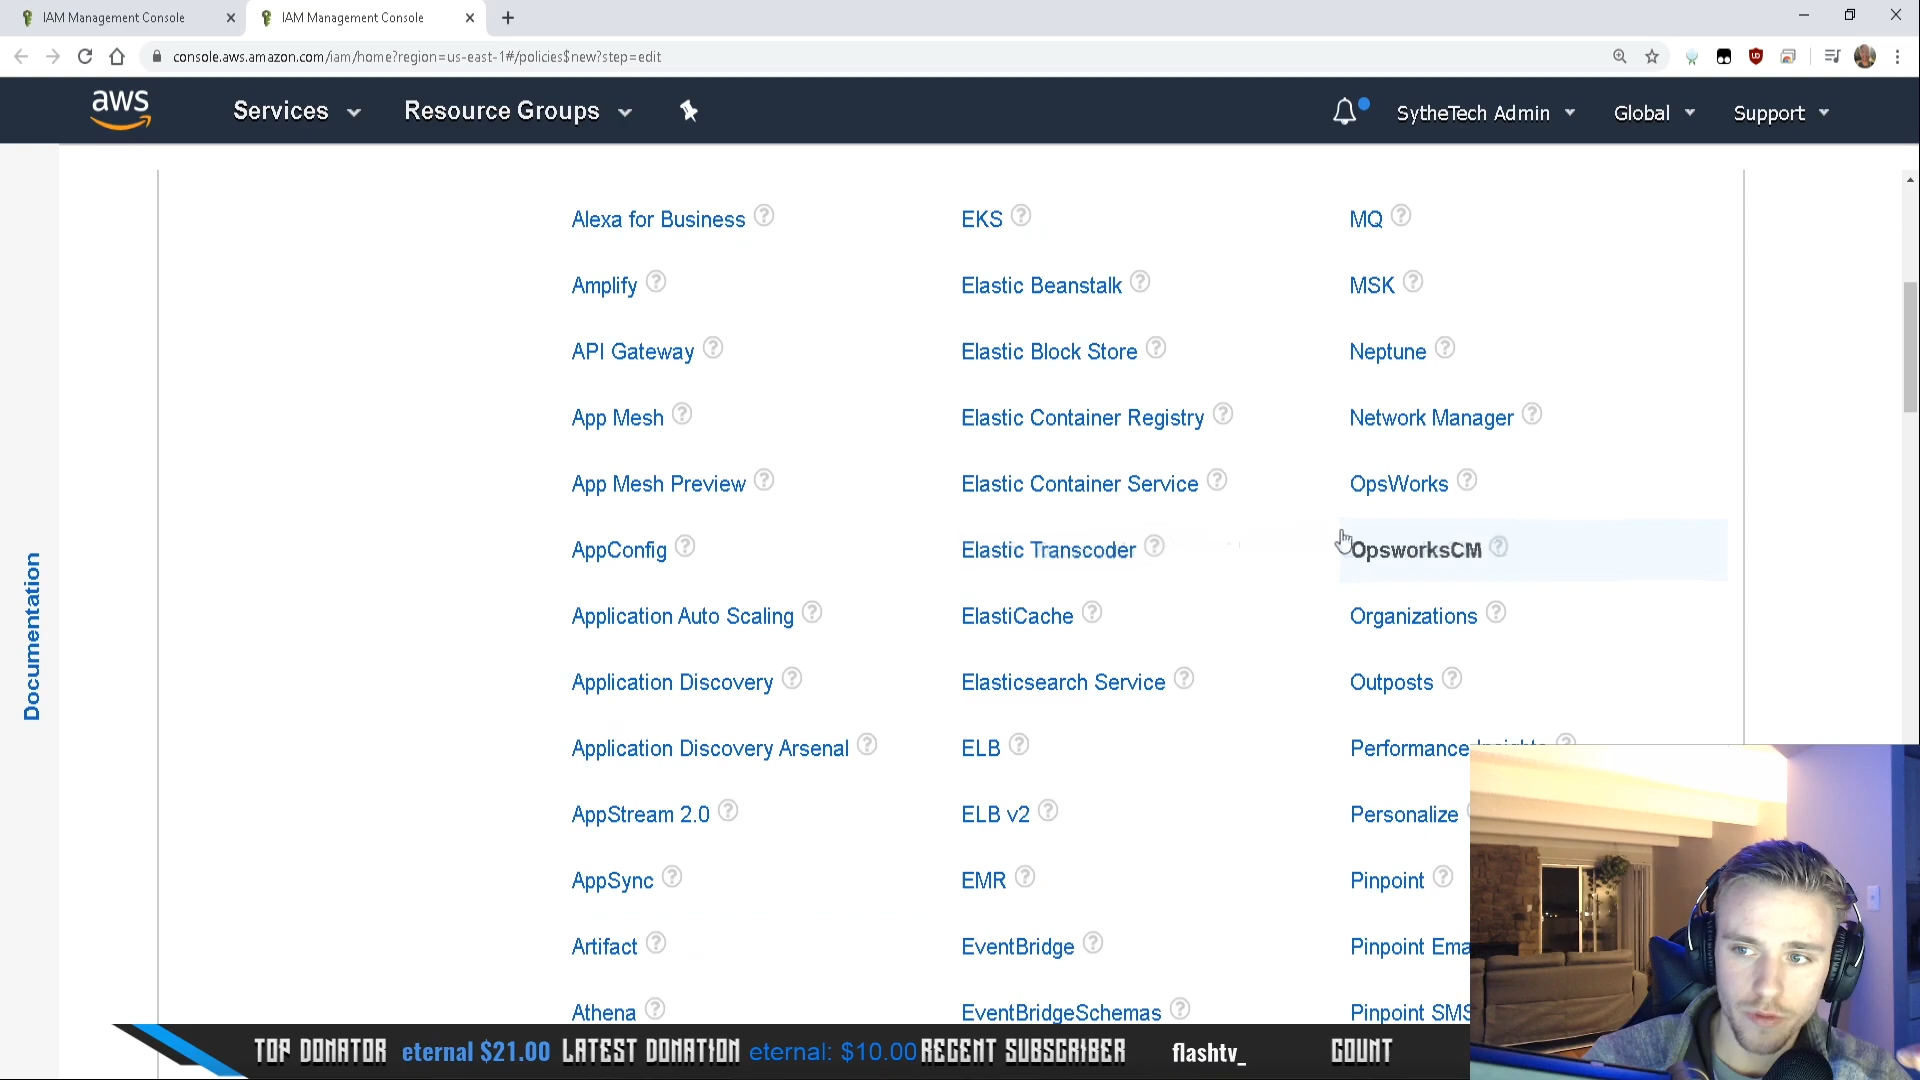 IAM Management Console
IAM Management Console
console.aws.amazon.com/iam/home?region=us-east-1#/policies$new?step=edit
aws
Services
Resource Groups
SytheTech Admin
Global
Support
Documentation
Alexa for Business
Amplify
API Gateway
App Mesh
App Mesh Preview
AppConfig
Application Auto Scaling
Application Discovery
Application Discovery Arsenal
AppStream 2.0
AppSync
Artifact
Athena
EKS
Elastic Beanstalk
Elastic Block Store
Elastic Container Registry
Elastic Container Service
Elastic Transcoder
ElastiCache
Elasticsearch Service
ELB
ELB v2
EMR
EventBridge
EventBridgeSchemas
MQ
MSK
Neptune
Network Manager
OpsWorks
OpsworksCM
Organizations
Outposts
Performance
Personalize
Pinpoint
Pinpoint Ema
Pinpoint SMS
TOP DONATOR eternal $21.00 LATEST DONATION eternal: $10.00 RECENT SUBSCRIBER flashtv_ COUNT